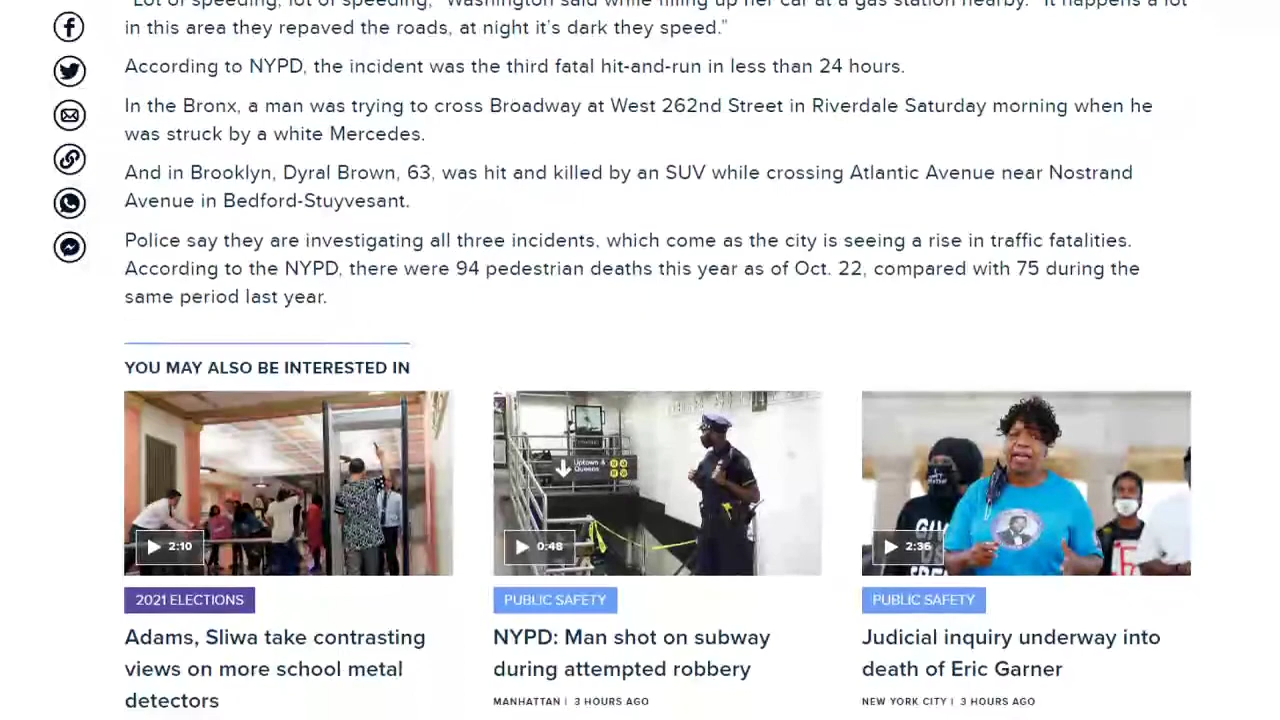 "Lot of speeding, lot of speeding," Washington said while filling up her car at a gas station nearby. "It happens a lot
in this area they repaved the roads, at night it's dark they speed."
According to NYPD, the incident was the third fatal hit-and-run in less than 24 hours.
In the Bronx, a man was trying to cross Broadway at West 262nd Street in Riverdale Saturday morning when he
was struck by a white Mercedes.
And in Brooklyn, Dyral Brown, 63, was hit and killed by an SUV while crossing Atlantic Avenue near Nostrand
Avenue in Bedford-Stuyvesant.
Police say they are investigating all three incidents, which come as the city is seeing a rise in traffic fatalities.
According to the NYPD, there were 94 pedestrian deaths this year as of Oct. 22, compared with 75 during the
same period last year.
YOU MAY ALSO BE INTERESTED IN
Uptown &
Queens
2:10
0:48
2:36
2021 ELECTIONS
PUBLIC SAFETY
PUBLIC SAFETY
Adams, Sliwa take contrasting
views on more school metal
detectors
NYPD: Man shot on subway
during attempted robbery
MANHATTAN | 3 HOURS AGO
Judicial inquiry underway into
death of Eric Garner
NEW YORK CITY | 3 HOURS AGO